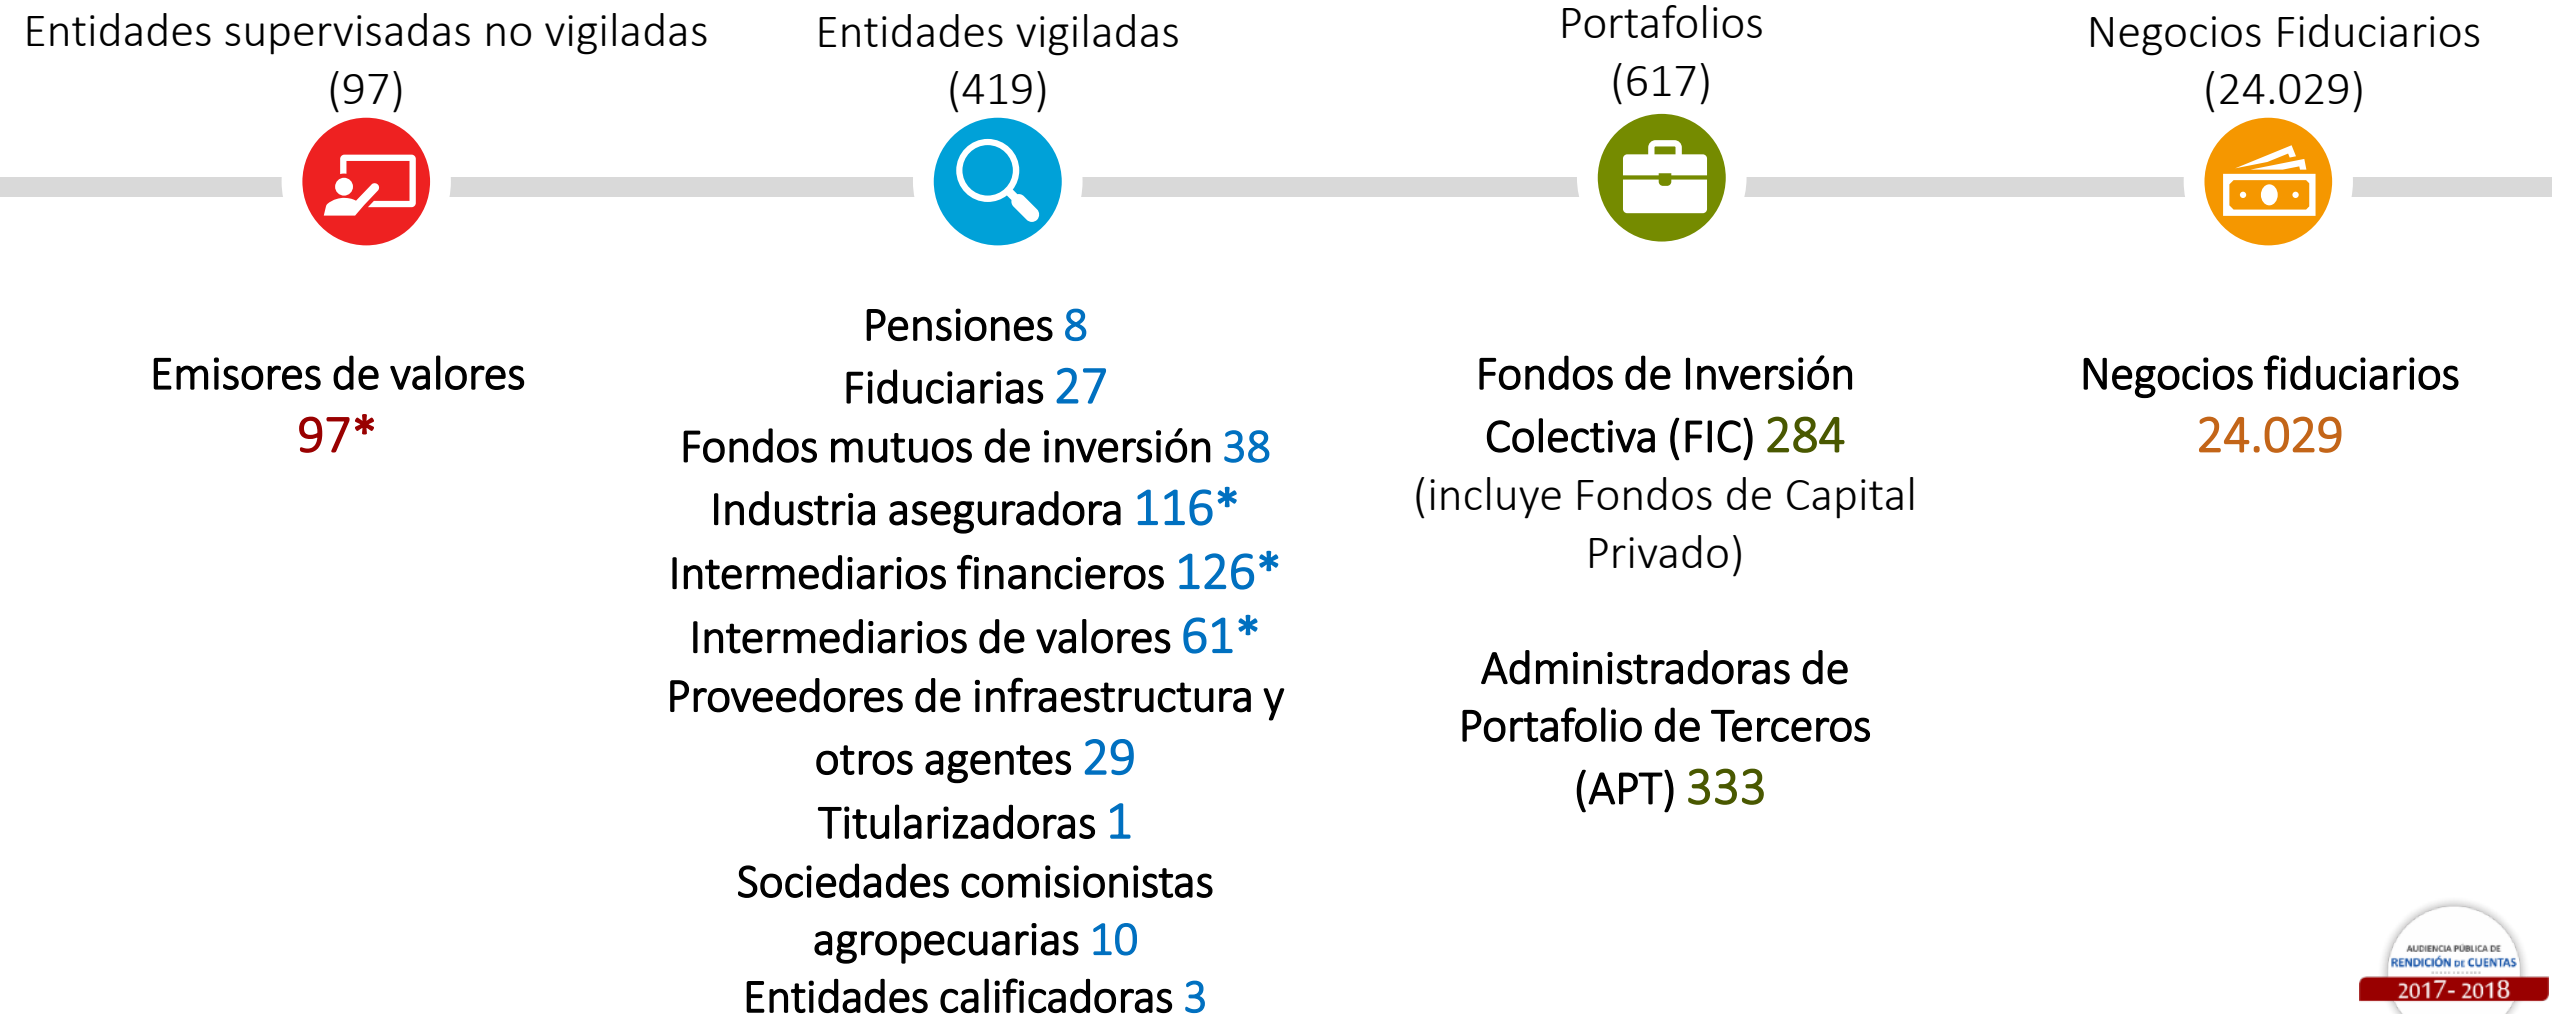 Entidades supervisadas no vigiladas
(97)
Emisores de valores
97*
Entidades vigiladas
(419)
Pensiones 8
Fiduciarias 27
Fondos mutuos de inversión 38
Industria aseguradora 116*
Intermediarios financieros 126*
Intermediarios de valores 61*
Proveedores de infraestructura y
otros agentes 29
Titularizadoras 1
Sociedades comisionistas
agropecuarias 10
Entidades calificadoras 3
Portafolios
(617)
Fondos de Inversión
Colectiva (FIC) 284
(incluye Fondos de Capital
Privado)
Administradoras de
Portafolio de Terceros
(APT) 333
Negocios Fiduciarios
(24.029)
Negocios fiduciarios
24.029
AUDIENCIA PÚBLICA DE
RENDICIÓN DE CUENTAS
2017- 2018